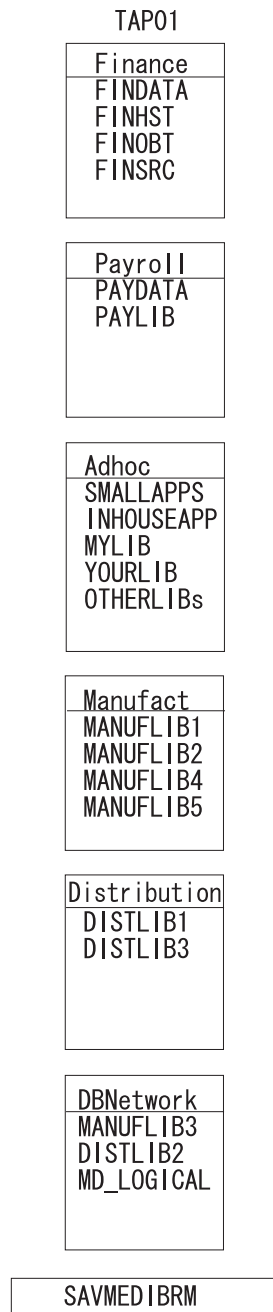 TAP01
Finance
FINDATA
FINHST
FINOBT
FINSRC
Payroll
PAYDATA
PAYLIB
Adhoc
SMALLAPPS
INHOUSEAPP
MYLIB
YOURLIB
OTHERLIBs
Manufact
MANUFLIB1
MANUFLIB2
MANUFLIB4
MANUFLIB5
Distribution
DISTLIB1
DISTLIB3
DBNetwork
MANUFLIB3
DISTLIB2
MD_LOGICAL
SAVMEDIBRM